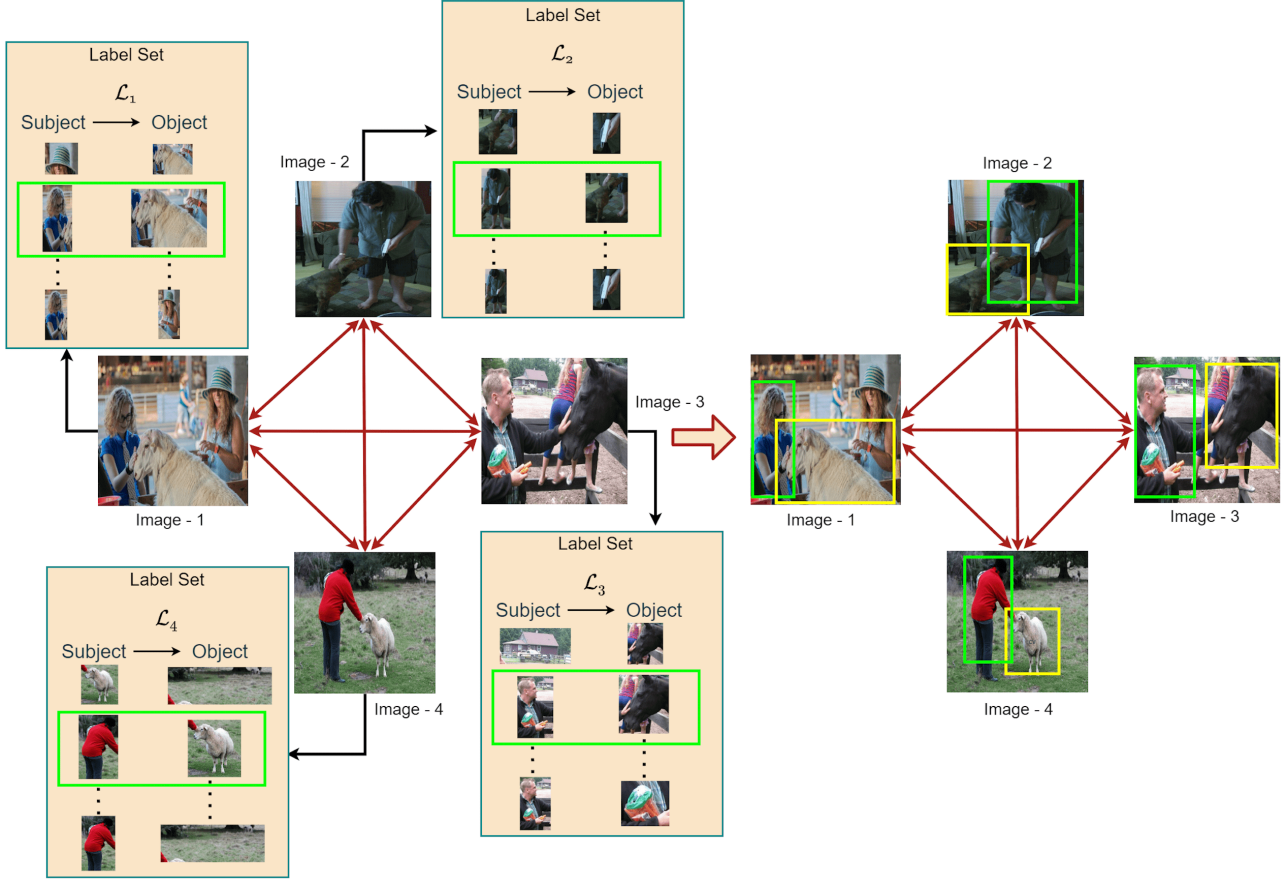 Label Set
ℒ₁
Subject → Object
Label Set
ℒ₂
Subject → Object
Image - 2
Image - 3
Image - 1
Label Set
ℒ₄
Subject → Object
Image - 4
Label Set
ℒ₃
Subject → Object
Image - 2
Image - 1
Image - 3
Image - 4